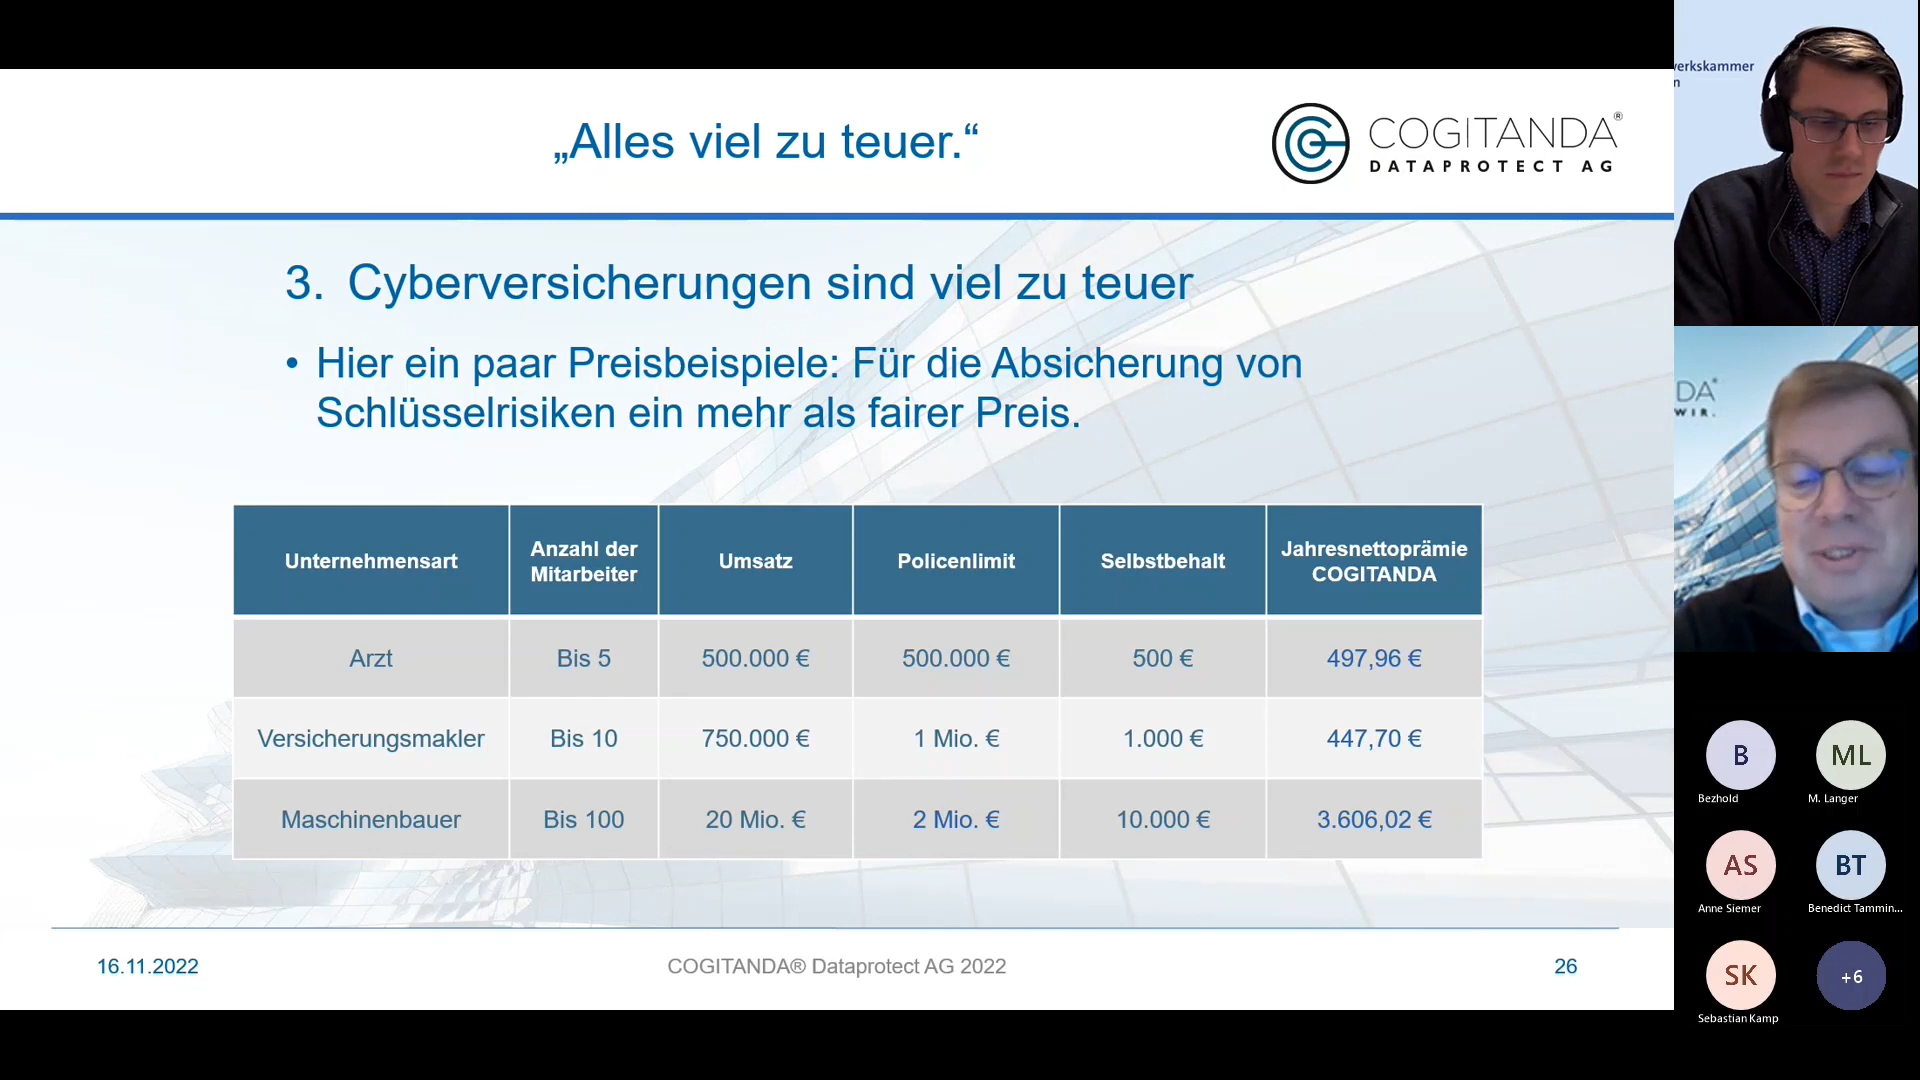 „Alles viel zu teuer.“
COGITANDA®
DATAPROTECT AG
3. Cyberversicherungen sind viel zu teuer
• Hier ein paar Preisbeispiele: Für die Absicherung von
Schlüsselrisiken ein mehr als fairer Preis.
Unternehmensart Anzahl der Mitarbeiter Umsatz Policenlimit Selbstbehalt Jahresnettoprämie COGITANDA
Arzt Bis 5 500.000 € 500.000 € 500 € 497,96 €
Versicherungsmakler Bis 10 750.000 € 1 Mio. € 1.000 € 447,70 €
Maschinenbauer Bis 100 20 Mio. € 2 Mio. € 10.000 € 3.606,02 €
16.11.2022 COGITANDA® Dataprotect AG 2022 26
werkskammer
n
DA®
WIR.
B ML
Bezhold M. Langer
AS BT
Anne Siemer Benedict Tammin...
SK +6
Sebastian Kamp